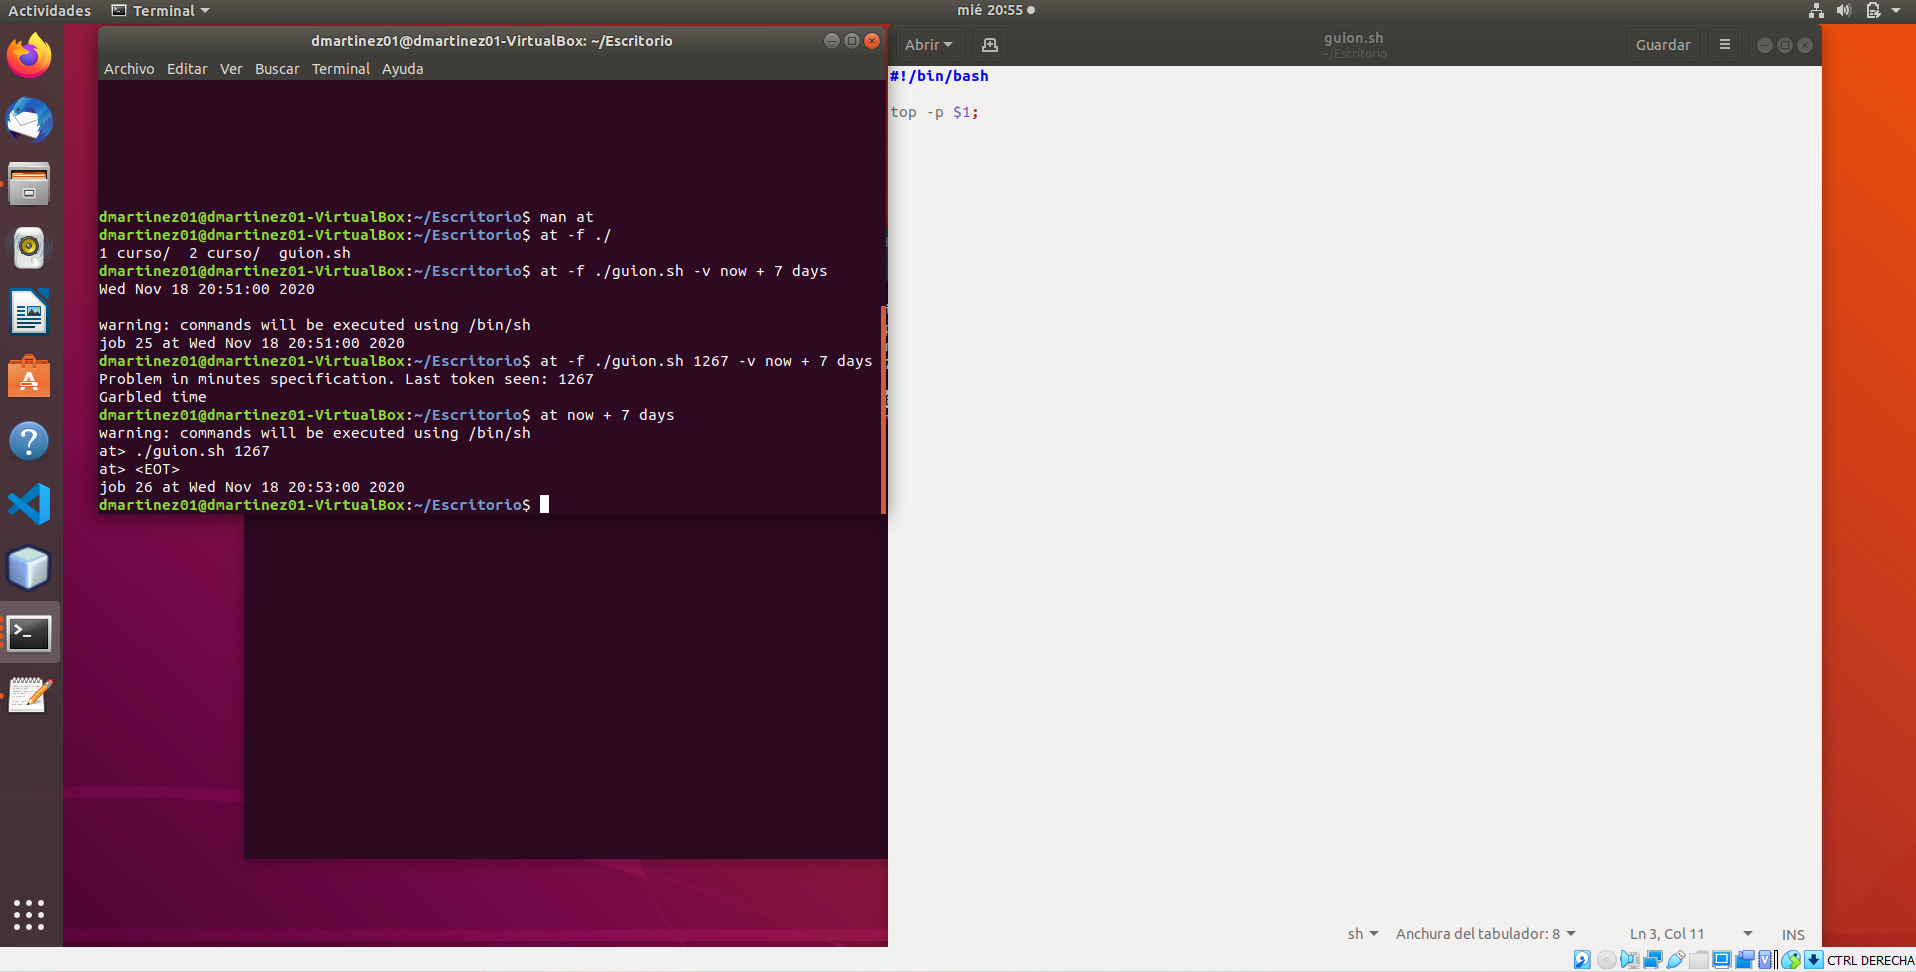 Actividades
Terminal
mié 20:55
dmartinez01@dmartinez01-VirtualBox: ~/Escritorio
Archivo Editar Ver Buscar Terminal Ayuda
dmartinez01@dmartinez01-VirtualBox:~/Escritorio$ man at
dmartinez01@dmartinez01-VirtualBox:~/Escritorio$ at -f ./
1 curso/  2 curso/  guion.sh
dmartinez01@dmartinez01-VirtualBox:~/Escritorio$ at -f ./guion.sh -v now + 7 days
Wed Nov 18 20:51:00 2020
warning: commands will be executed using /bin/sh
job 25 at Wed Nov 18 20:51:00 2020
dmartinez01@dmartinez01-VirtualBox:~/Escritorio$ at -f ./guion.sh 1267 -v now + 7 days
Problem in minutes specification. Last token seen: 1267
Garbled time
dmartinez01@dmartinez01-VirtualBox:~/Escritorio$ at now + 7 days
warning: commands will be executed using /bin/sh
at> ./guion.sh 1267
at> <EOT>
job 26 at Wed Nov 18 20:53:00 2020
dmartinez01@dmartinez01-VirtualBox:~/Escritorio$
Abrir
guion.sh
~/Escritorio
Guardar
#!/bin/bash
top -p $1;
sh
Anchura del tabulador: 8
Ln 3, Col 11
INS
CTRL DERECHA